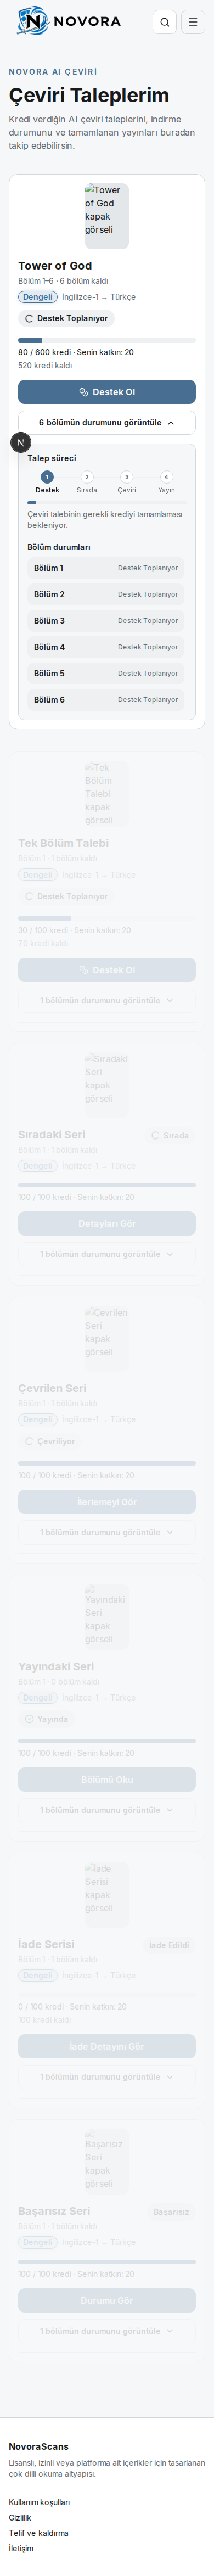 NOVORA
NOVORA AI ÇEVİRİ
Çeviri Taleplerim
Kredi verdiğin AI çeviri taleplerini, indirme
durumunu ve tamamlanan yayınları buradan
takip edebilirsin.
Tower of God kapak görseli
Tower of God
Bölüm 1–6 · 6 bölüm kaldı
Dengeli İngilizce-1 → Türkçe
Destek Toplanıyor
80 / 600 kredi · Senin katkın: 20
520 kredi kaldı
Destek Ol
6 bölümün durumunu görüntüle
N
Talep süreci
1 2 3 4
Destek Sırada Çeviri Yayın
Çeviri talebinin gerekli krediyi tamamlaması
bekleniyor.
Bölüm durumları
Bölüm 1 Destek Toplanıyor
Bölüm 2 Destek Toplanıyor
Bölüm 3 Destek Toplanıyor
Bölüm 4 Destek Toplanıyor
Bölüm 5 Destek Toplanıyor
Bölüm 6 Destek Toplanıyor
Tek Bölüm Talebi kapak görseli
Tek Bölüm Talebi
Bölüm 1 · 1 bölüm kaldı
Dengeli İngilizce-1 → Türkçe
Destek Toplanıyor
30 / 100 kredi · Senin katkın: 20
70 kredi kaldı
Destek Ol
1 bölümün durumunu görüntüle
Sıradaki Seri kapak görseli
Sıradaki Seri Sırada
Bölüm 1 · 1 bölüm kaldı
Dengeli İngilizce-1 → Türkçe
100 / 100 kredi · Senin katkın: 20
Detayları Gör
1 bölümün durumunu görüntüle
Çevrilen Seri kapak görseli
Çevrilen Seri
Bölüm 1 · 1 bölüm kaldı
Dengeli İngilizce-1 → Türkçe
Çevriliyor
100 / 100 kredi · Senin katkın: 20
İlerlemeyi Gör
1 bölümün durumunu görüntüle
Yayındaki Seri kapak görseli
Yayındaki Seri
Bölüm 1 · 0 bölüm kaldı
Dengeli İngilizce-1 → Türkçe
Yayında
100 / 100 kredi · Senin katkın: 20
Bölümü Oku
1 bölümün durumunu görüntüle
İade Serisi kapak görseli
İade Serisi İade Edildi
Bölüm 1 · 1 bölüm kaldı
Dengeli İngilizce-1 → Türkçe
0 / 100 kredi · Senin katkın: 20
100 kredi kaldı
İade Detayını Gör
1 bölümün durumunu görüntüle
Başarısız Seri kapak görseli
Başarısız Seri Başarısız
Bölüm 1 · 1 bölüm kaldı
Dengeli İngilizce-1 → Türkçe
100 / 100 kredi · Senin katkın: 20
Durumu Gör
1 bölümün durumunu görüntüle
NovoraScans
Lisanslı, izinli veya platforma ait içerikler için tasarlanan
çok dilli okuma altyapısı.
Kullanım koşulları
Gizlilik
Telif ve kaldırma
İletişim